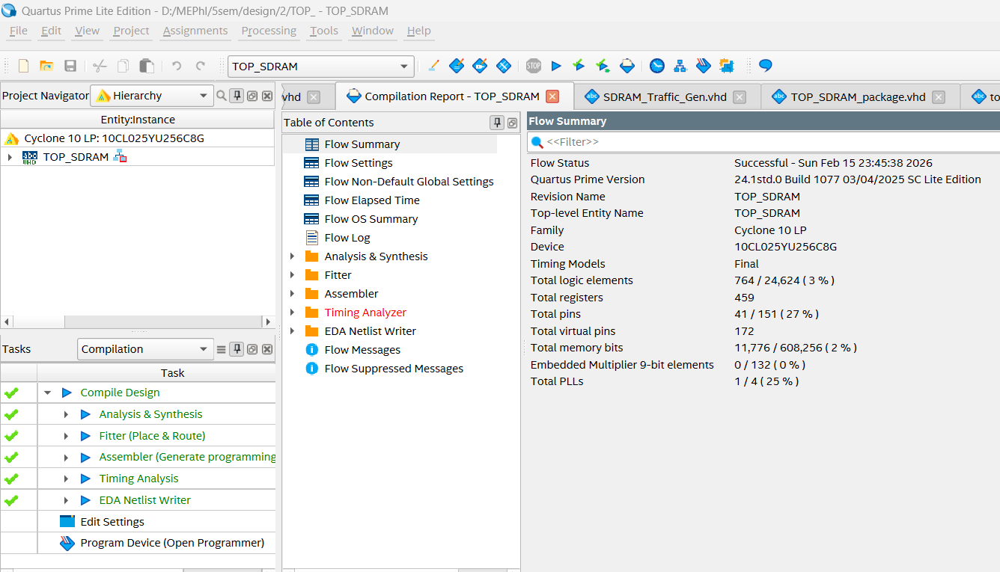 Quartus Prime Lite Edition - D:/MEPhI/5sem/design/2/TOP_ - TOP_SDRAM
File Edit View Project Assignments Processing Tools Window Help
TOP_SDRAM
STOP
Project Navigator Hierarchy
Entity:Instance
Cyclone 10 LP: 10CL025YU256C8G
abc VHD TOP_SDRAM
Tasks Compilation
Task
Compile Design
Analysis & Synthesis
Fitter (Place & Route)
Assembler (Generate programming
Timing Analysis
EDA Netlist Writer
Edit Settings
Program Device (Open Programmer)
vhd
Compilation Report - TOP_SDRAM
abc SDRAM_Traffic_Gen.vhd
abc TOP_SDRAM_package.vhd
abc to
Table of Contents
Flow Summary
Flow Settings
Flow Non-Default Global Settings
Flow Elapsed Time
Flow OS Summary
Flow Log
Analysis & Synthesis
Fitter
Assembler
Timing Analyzer
EDA Netlist Writer
Flow Messages
Flow Suppressed Messages
Flow Summary
<<Filter>>
Flow Status Successful - Sun Feb 15 23:45:38 2026
Quartus Prime Version 24.1std.0 Build 1077 03/04/2025 SC Lite Edition
Revision Name TOP_SDRAM
Top-level Entity Name TOP_SDRAM
Family Cyclone 10 LP
Device 10CL025YU256C8G
Timing Models Final
Total logic elements 764 / 24,624 ( 3 % )
Total registers 459
Total pins 41 / 151 ( 27 % )
Total virtual pins 172
Total memory bits 11,776 / 608,256 ( 2 % )
Embedded Multiplier 9-bit elements 0 / 132 ( 0 % )
Total PLLs 1 / 4 ( 25 % )